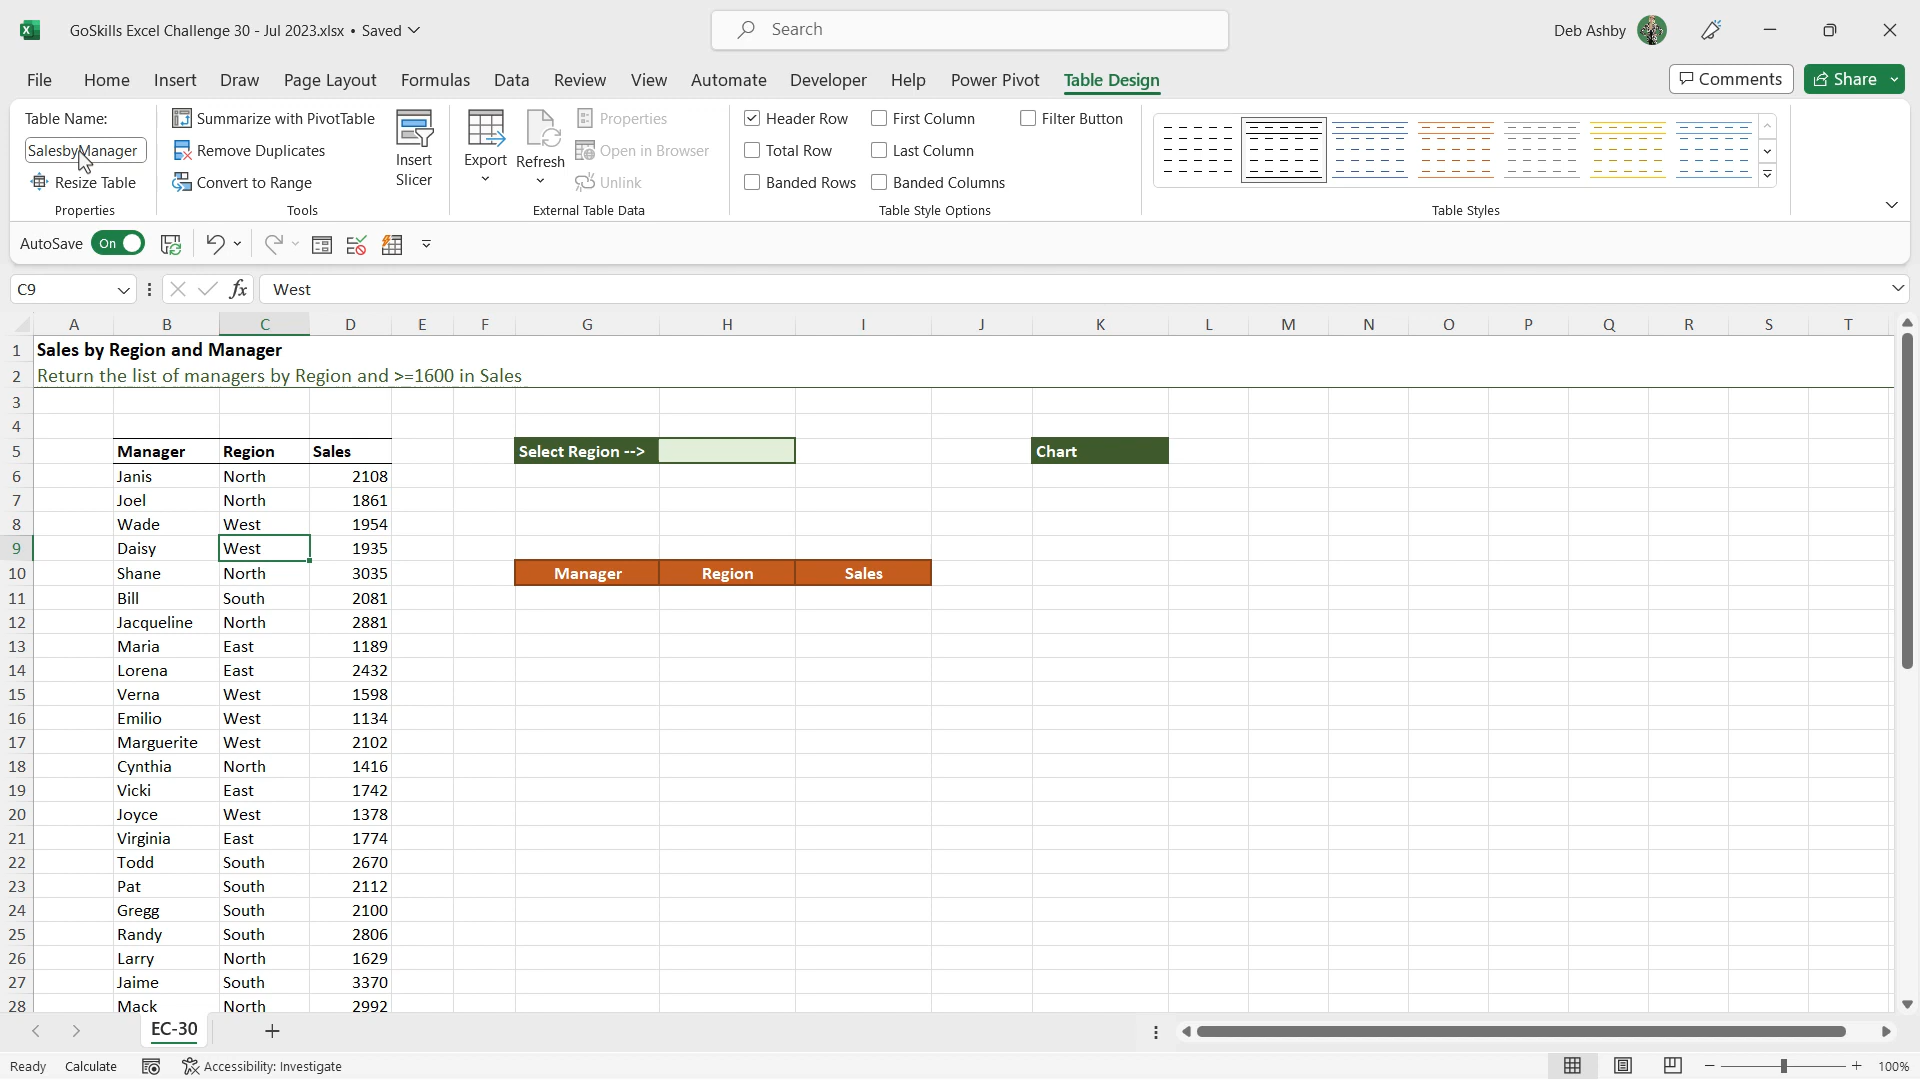 GoSkills Excel Challenge 30 - Jul 2023.xlsx • Saved
Search
Deb Ashby
File Home Insert Draw Page Layout Formulas Data Review View Automate Developer Help Power Pivot Table Design
Comments Share
Table Name:
SalesbyManager
Resize Table
Properties
Summarize with PivotTable
Remove Duplicates
Convert to Range
Tools
Insert
Slicer
Export
Refresh
Properties
Open in Browser
Unlink
External Table Data
Header Row First Column Filter Button
Total Row Last Column
Banded Rows Banded Columns
Table Style Options
Table Styles
AutoSave On
C9 fx West
A B C D E F G H I J K L M N O P Q R S T
1 Sales by Region and Manager
2 Return the list of managers by Region and >=1600 in Sales
3
4
5 Manager Region Sales Select Region --> Chart
6 Janis North 2108
7 Joel North 1861
8 Wade West 1954
9 Daisy West 1935
10 Shane North 3035 Manager Region Sales
11 Bill South 2081
12 Jacqueline North 2881
13 Maria East 1189
14 Lorena East 2432
15 Verna West 1598
16 Emilio West 1134
17 Marguerite West 2102
18 Cynthia North 1416
19 Vicki East 1742
20 Joyce West 1378
21 Virginia East 1774
22 Todd South 2670
23 Pat South 2112
24 Gregg South 2100
25 Randy South 2806
26 Larry North 1629
27 Jaime South 3370
28 Mack North 2992
EC-30
Ready Calculate Accessibility: Investigate 100%